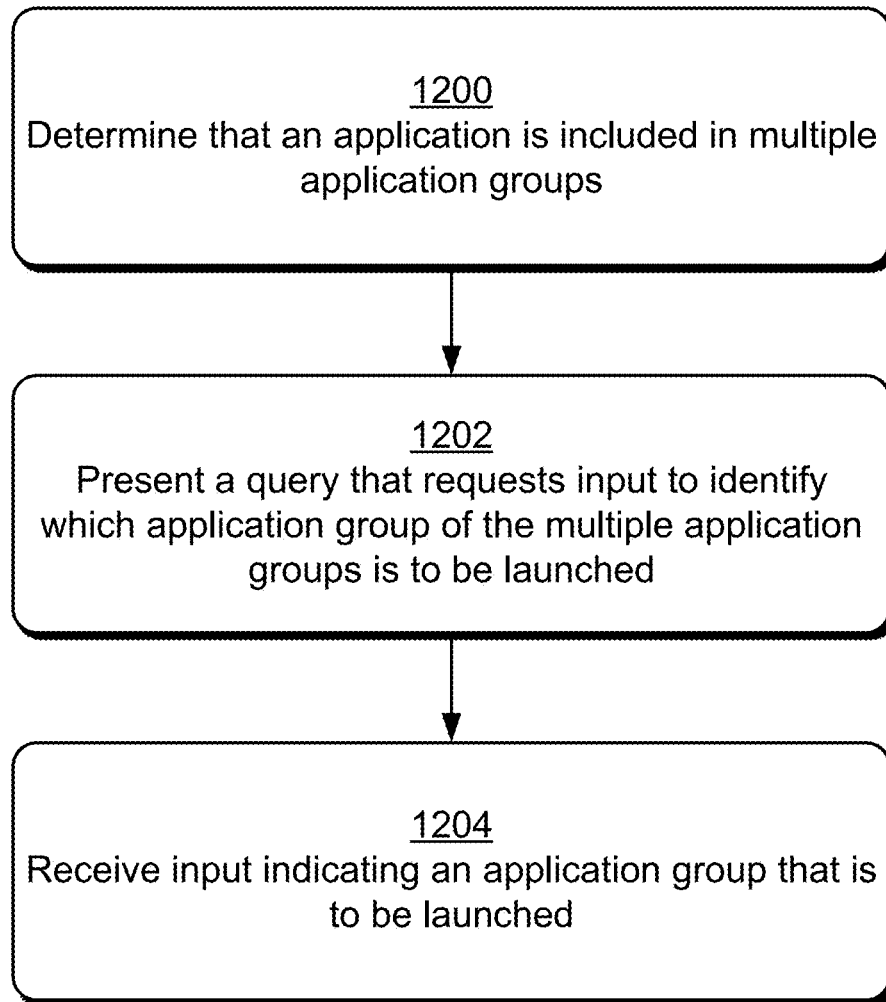 1200
Determine that an application is included in multiple
application groups
1202
Present a query that requests input to identify
which application group of the multiple application
groups is to be launched
1204
Receive input indicating an application group that is
to be launched